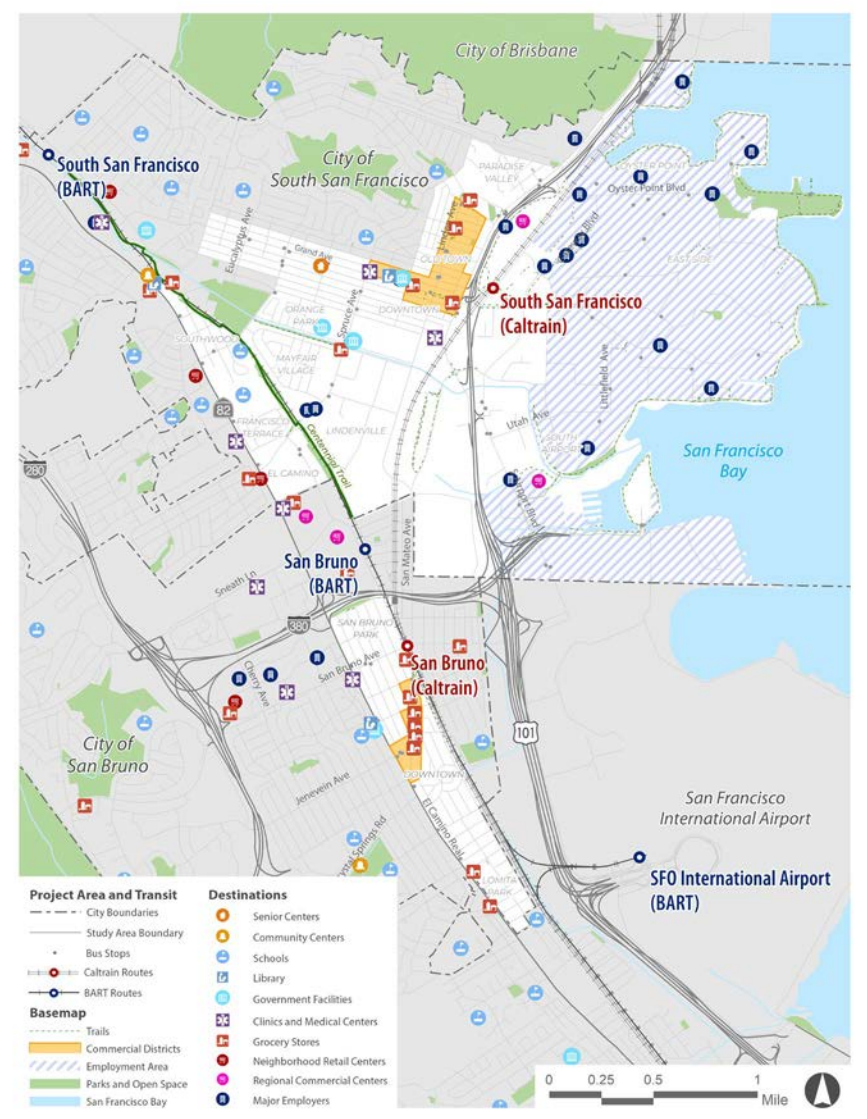 City of Brisbane
South San Francisco
(BART)
City of
South San Francisco
PARADISE
VALLEY
OYSTER POINT
Oyster Point Blvd
Blvd
Eucalyptus Ave
Grand Ave
Linden Ave
OLD TOWN
EAST SIDE
South San Francisco
(Caltrain)
ORANGE
PARK
Spruce Ave
DOWNTOWN
SOUTHWOOD
MAYFAIR
VILLAGE
Littlefield Ave
82
FRANCISCO
TERRACE
Centennial Trail
LINDENVILLE
Utah Ave
SOUTH
AIRPORT
San Francisco
Bay
280
EL CAMINO
Airport Blvd
San Bruno
(BART)
San Mateo Ave
Sneath Ln
380
SAN BRUNO
PARK
San Bruno Ave
San Bruno
(Caltrain)
Cherry Ave
101
City of
San Bruno
DOWNTOWN
Jenevein Ave
El Camino Real
Crystal Springs Rd
San Francisco
International Airport
SFO International Airport
(BART)
LOMITA
PARK
Project Area and Transit
City Boundaries
Study Area Boundary
Bus Stops
Caltrain Routes
BART Routes
Basemap
Trails
Commercial Districts
Employment Area
Parks and Open Space
San Francisco Bay
Destinations
Senior Centers
Community Centers
Schools
Library
Government Facilities
Clinics and Medical Centers
Grocery Stores
Neighborhood Retail Centers
Regional Commercial Centers
Major Employers
0 0.25 0.5 1
Mile